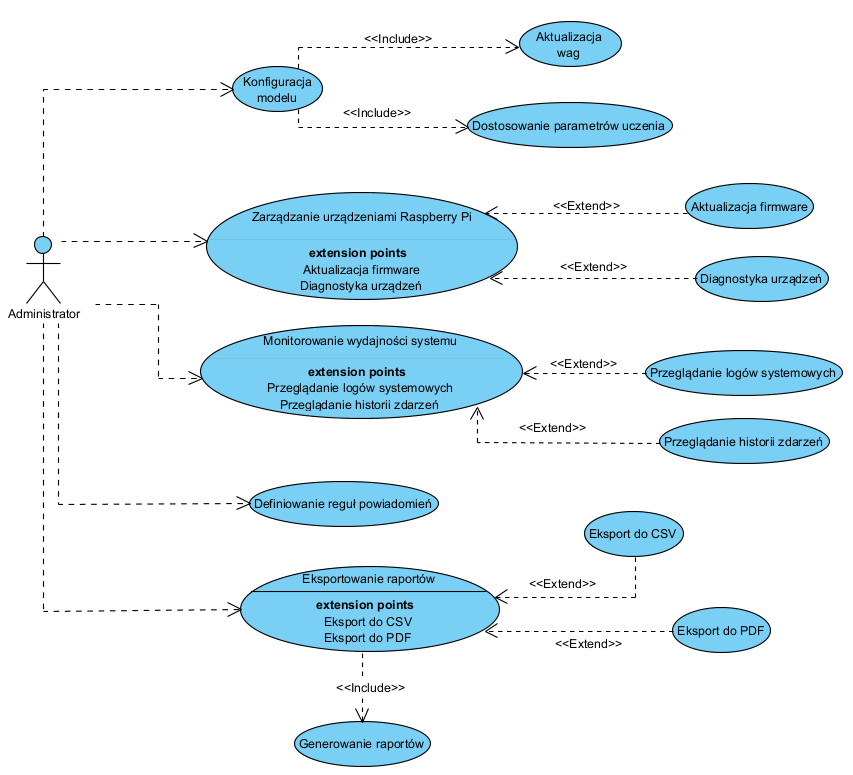 <<Include>>
Aktualizacja
wag
Konfiguracja
modelu
<<Include>>
Dostosowanie parametrów uczenia
Zarządzanie urządzeniami Raspberry Pi
extension points
Aktualizacja firmware
Diagnostyka urządzeń
<<Extend>>
Aktualizacja firmware
<<Extend>>
Diagnostyka urządzeń
Administrator
Monitorowanie wydajności systemu
extension points
Przeglądanie logów systemowych
Przeglądanie historii zdarzeń
<<Extend>>
Przeglądanie logów systemowych
<<Extend>>
Przeglądanie historii zdarzeń
Definiowanie reguł powiadomień
Eksport do CSV
<<Extend>>
Eksportowanie raportów
extension points
Eksport do CSV
Eksport do PDF
Eksport do PDF
<<Extend>>
<<Include>>
Generowanie raportów